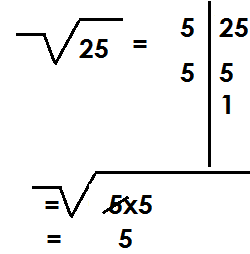 √25 = 5 | 25
5 | 5
1
= √5x5
= 5